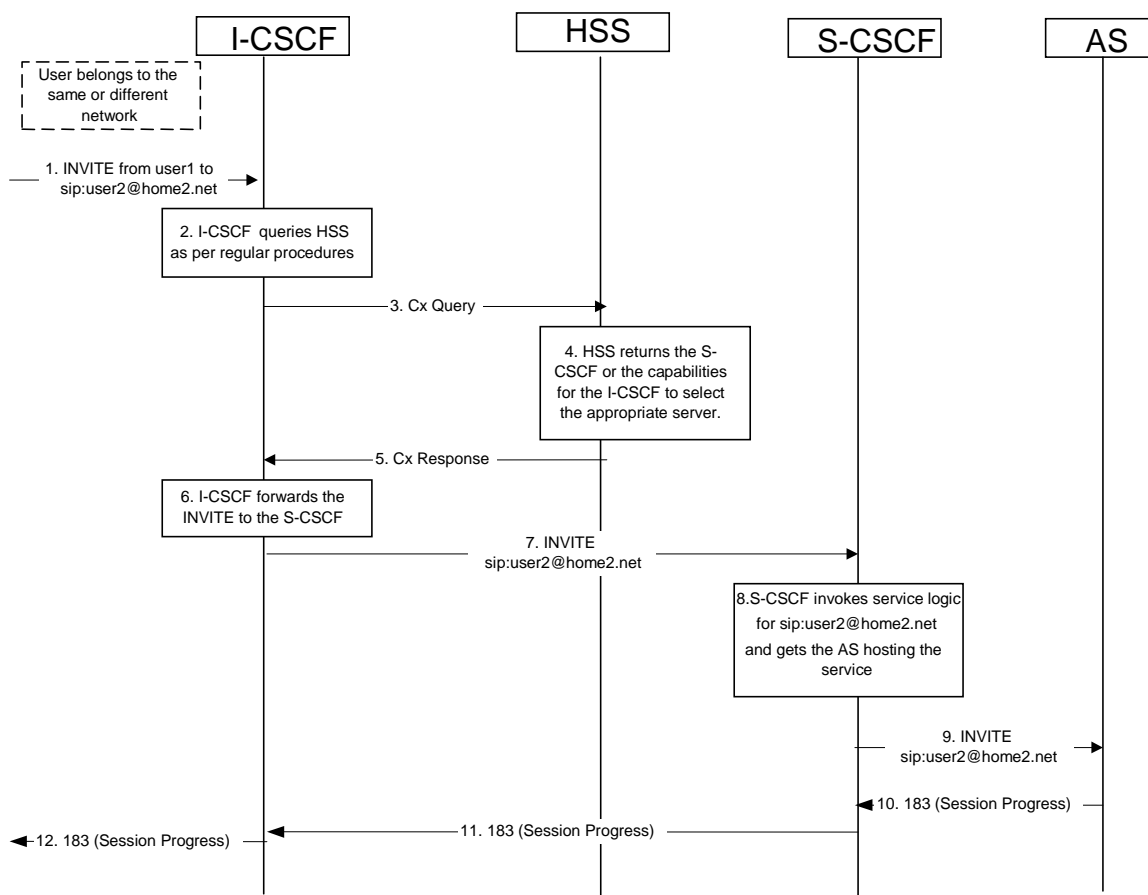 I-CSCF
HSS
S-CSCF
AS
User belongs to the
same or different
network
1. INVITE from user1 to
sip:user2@home2.net
2. I-CSCF queries HSS
as per regular procedures
3. Cx Query
4. HSS returns the S-
CSCF or the capabilities
for the I-CSCF to select
the appropriate server.
5. Cx Response
6. I-CSCF forwards the
INVITE to the S-CSCF
7. INVITE
sip:user2@home2.net
8.S-CSCF invokes service logic
for sip:user2@home2.net
and gets the AS hosting the
service
9. INVITE
sip:user2@home2.net
10. 183 (Session Progress)
11. 183 (Session Progress)
12. 183 (Session Progress)